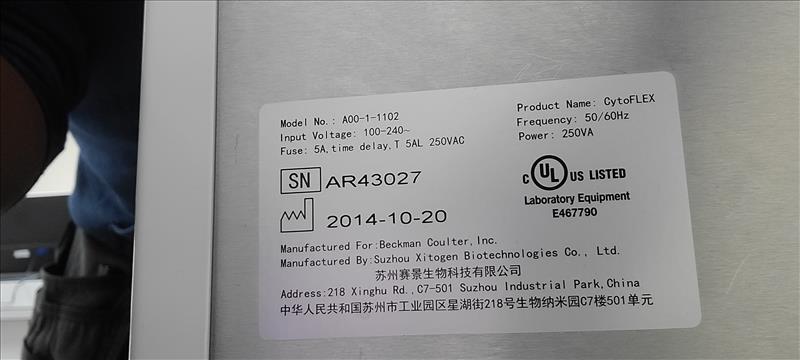 Model No.: A00-1-1102
Input Voltage: 100-240~
Fuse: 5A, time delay, T 5AL 250VAC
Product Name: CytoFLEX
Frequency: 50/60Hz
Power: 250VA
SN AR43027
2014-10-20
c UL US LISTED
Laboratory Equipment
E467790
Manufactured For:Beckman Coulter, Inc.
Manufactured By:Suzhou Xitogen Biotechnologies Co., Ltd.
苏州赛景生物科技有限公司
Address:218 Xinghu Rd.,C7-501 Suzhou Industrial Park,China
中华人民共和国苏州市工业园区星湖街218号生物纳米园C7楼501单元